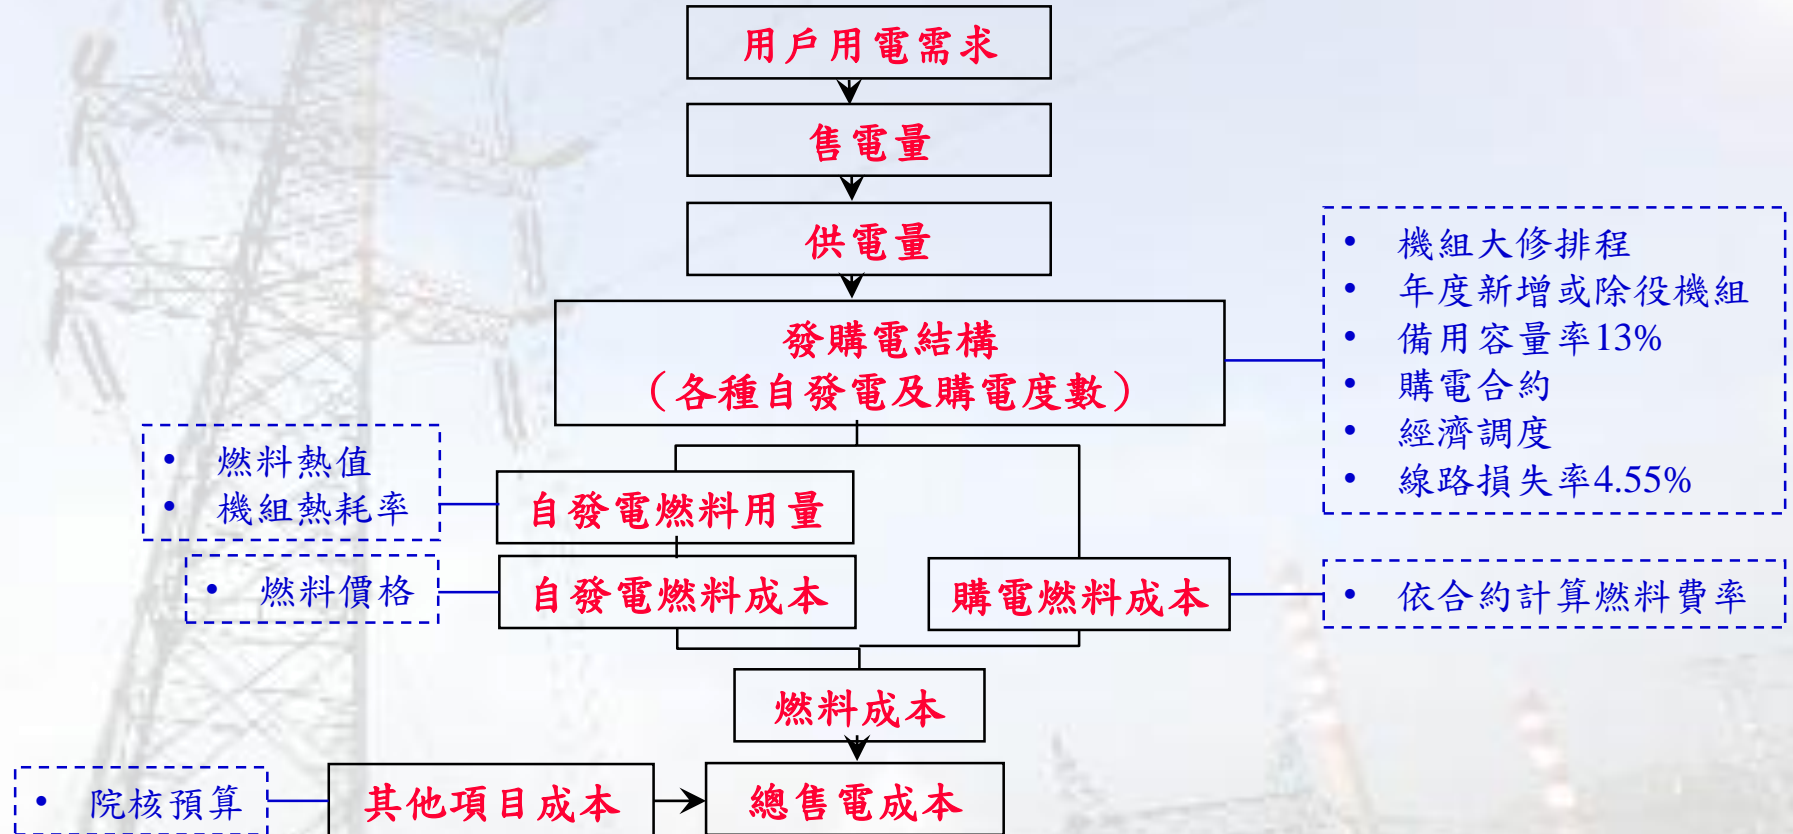 用戶用電需求
售電量
供電量
發購電結構
（各種自發電及購電度數）
• 機組大修排程
• 年度新增或除役機組
• 備用容量率13%
• 購電合約
• 經濟調度
• 線路損失率4.55%
• 燃料熱值
• 機組熱耗率
自發電燃料用量
• 燃料價格
自發電燃料成本
購電燃料成本
• 依合約計算燃料費率
燃料成本
• 院核預算
其他項目成本
總售電成本